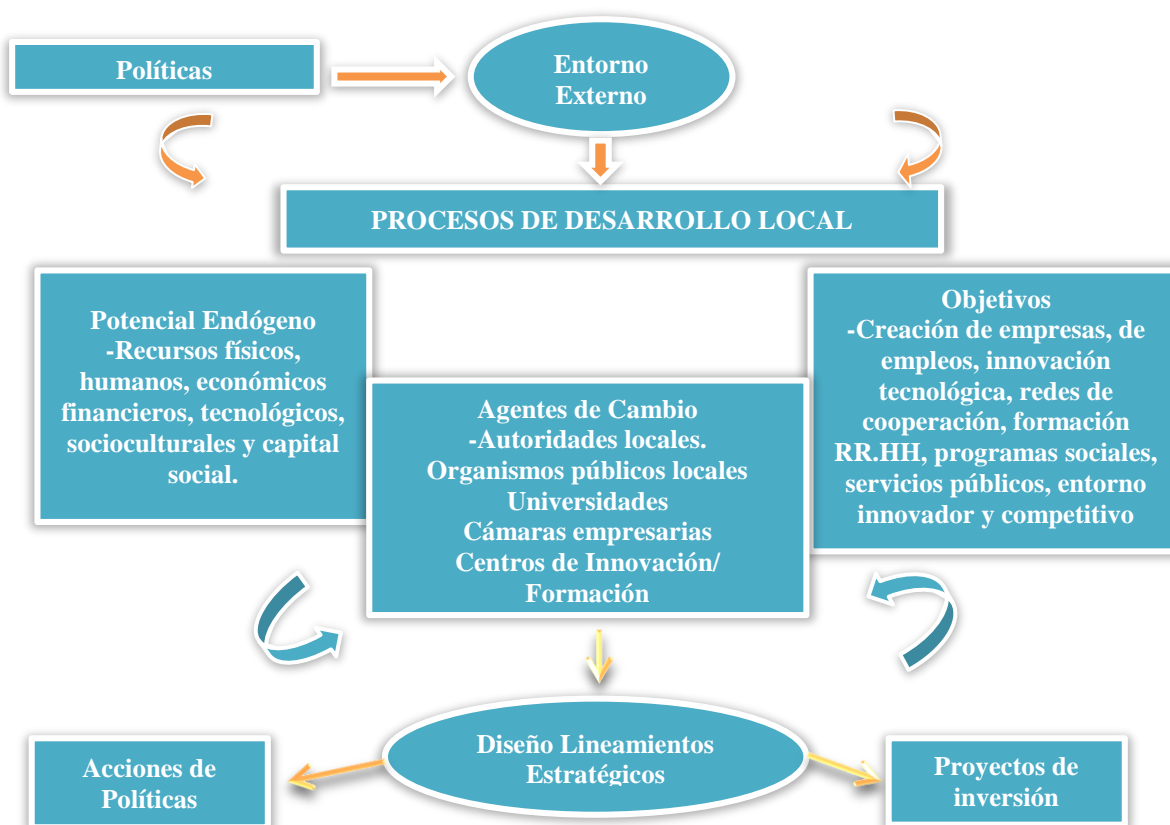 Políticas
Entorno
Externo
PROCESOS DE DESARROLLO LOCAL
Potencial Endógeno
-Recursos físicos,
humanos, económicos
financieros, tecnológicos,
socioculturales y capital
social.
Agentes de Cambio
-Autoridades locales.
Organismos públicos locales
Universidades
Cámaras empresarias
Centros de Innovación/
Formación
Objetivos
-Creación de empresas, de
empleos, innovación
tecnológica, redes de
cooperación, formación
RR.HH, programas sociales,
servicios públicos, entorno
innovador y competitivo
Diseño Lineamientos
Estratégicos
Acciones de
Políticas
Proyectos de
inversión